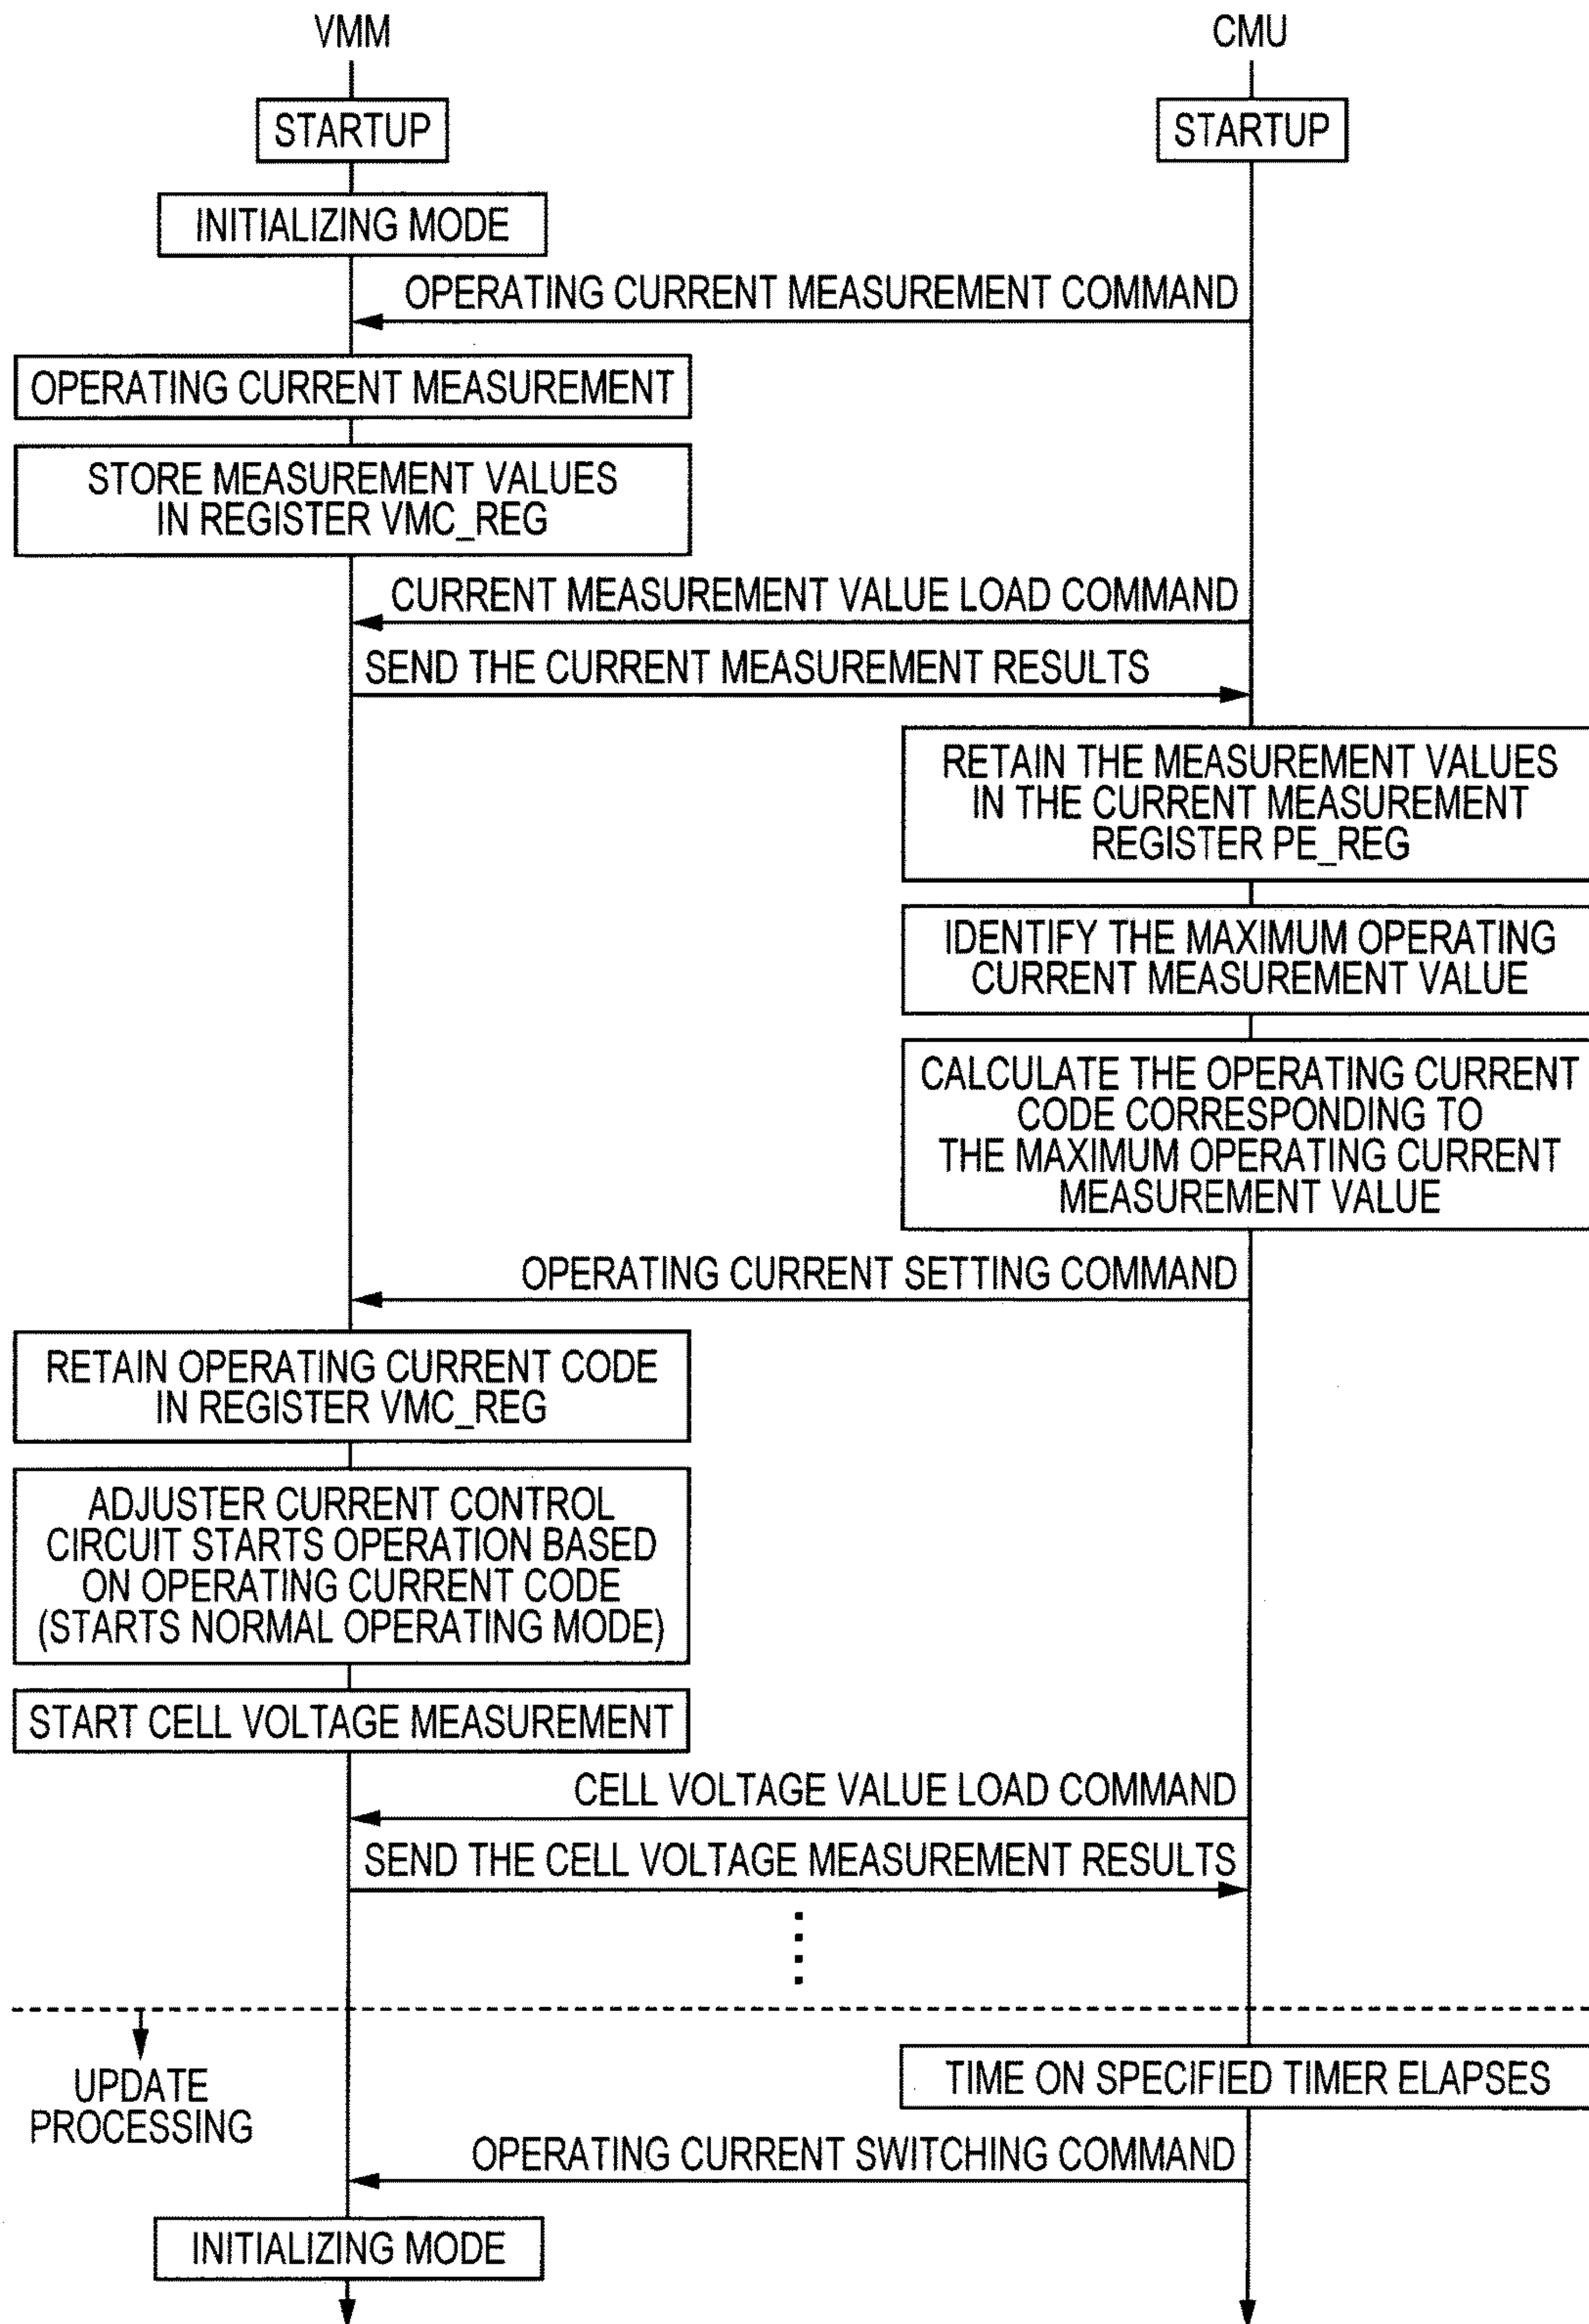 VMM
CMU
STARTUP
STARTUP
INITIALIZING MODE
OPERATING CURRENT MEASUREMENT COMMAND
OPERATING CURRENT MEASUREMENT
STORE MEASUREMENT VALUES
IN REGISTER VMC_REG
CURRENT MEASUREMENT VALUE LOAD COMMAND
SEND THE CURRENT MEASUREMENT RESULTS
RETAIN THE MEASUREMENT VALUES
IN THE CURRENT MEASUREMENT
REGISTER PE_REG
IDENTIFY THE MAXIMUM OPERATING
CURRENT MEASUREMENT VALUE
CALCULATE THE OPERATING CURRENT
CODE CORRESPONDING TO
THE MAXIMUM OPERATING CURRENT
MEASUREMENT VALUE
OPERATING CURRENT SETTING COMMAND
RETAIN OPERATING CURRENT CODE
IN REGISTER VMC_REG
ADJUSTER CURRENT CONTROL
CIRCUIT STARTS OPERATION BASED
ON OPERATING CURRENT CODE
(STARTS NORMAL OPERATING MODE)
START CELL VOLTAGE MEASUREMENT
CELL VOLTAGE VALUE LOAD COMMAND
SEND THE CELL VOLTAGE MEASUREMENT RESULTS
UPDATE
PROCESSING
TIME ON SPECIFIED TIMER ELAPSES
OPERATING CURRENT SWITCHING COMMAND
INITIALIZING MODE